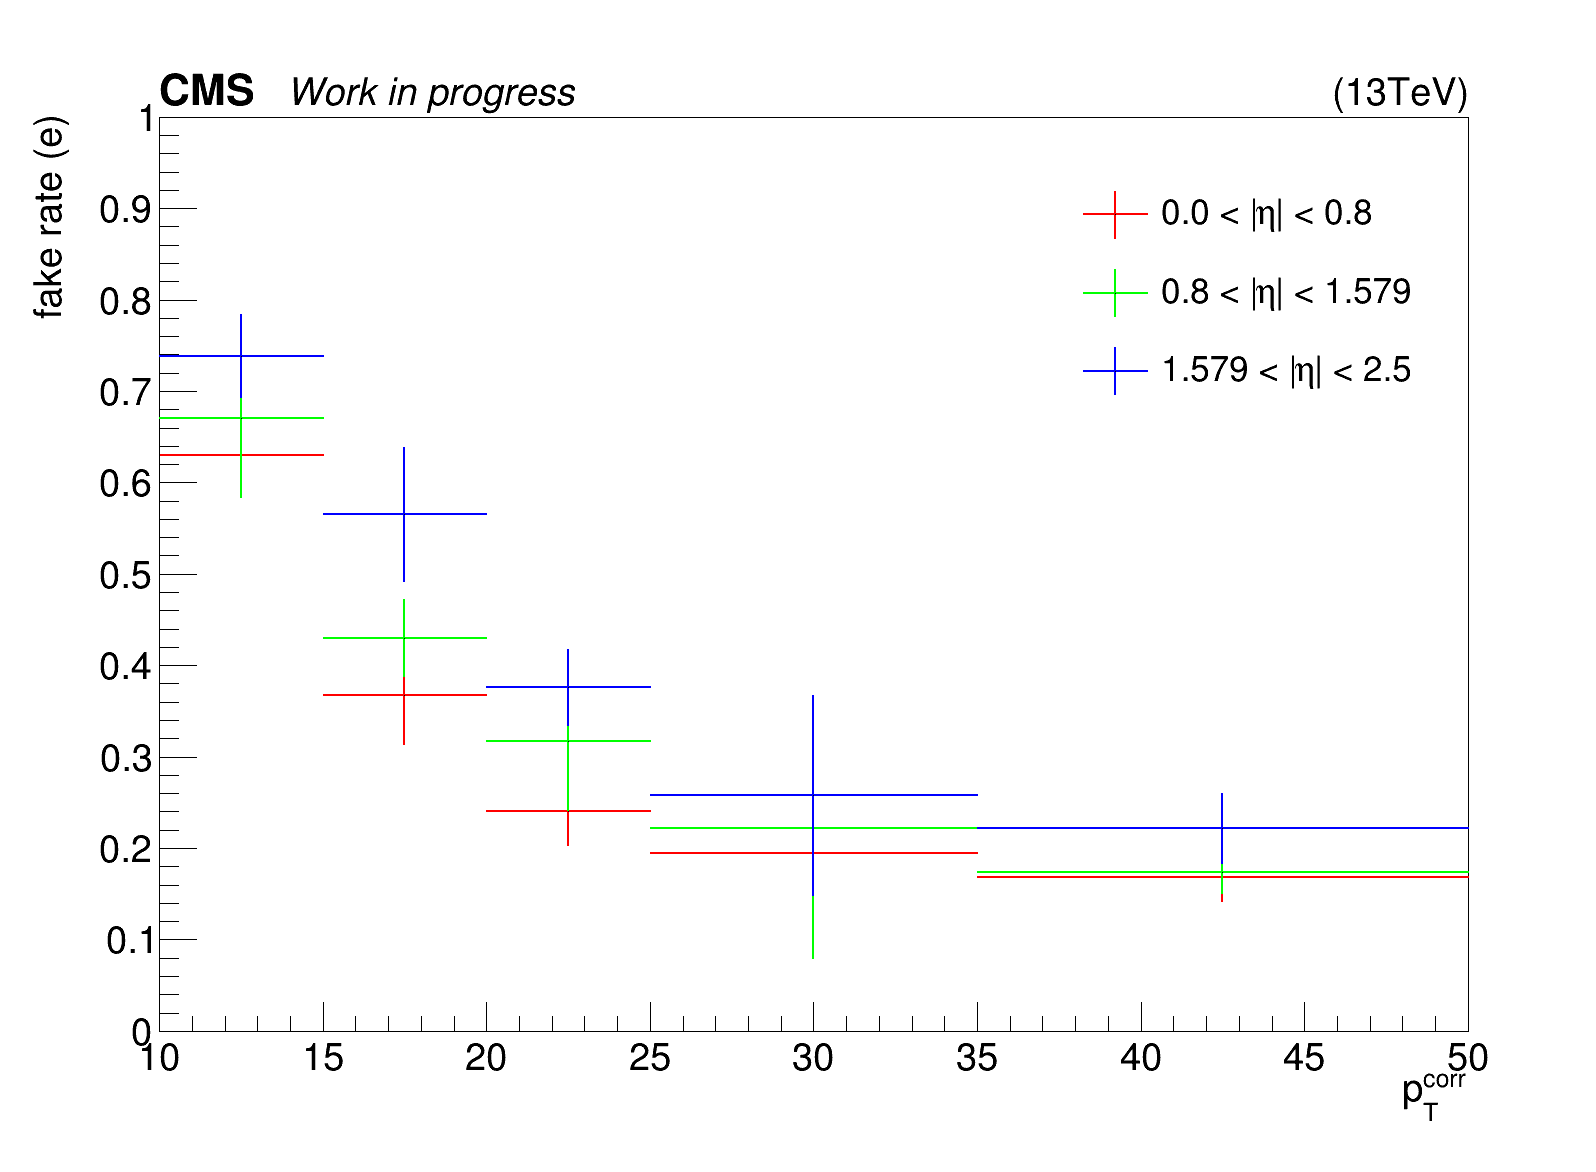 CMS Work in progress (13TeV)
fake rate (e)
1
0.9
0.8
0.7
0.6
0.5
0.4
0.3
0.2
0.1
0
0.0 < |η| < 0.8
0.8 < |η| < 1.579
1.579 < |η| < 2.5
10 15 20 25 30 35 40 45 50
p_T^corr